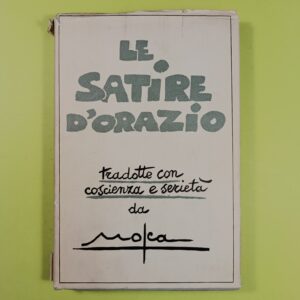 LE
SATIRE
D'ORAZIO
tradotte con
coscienza e serietà
da
Mosca